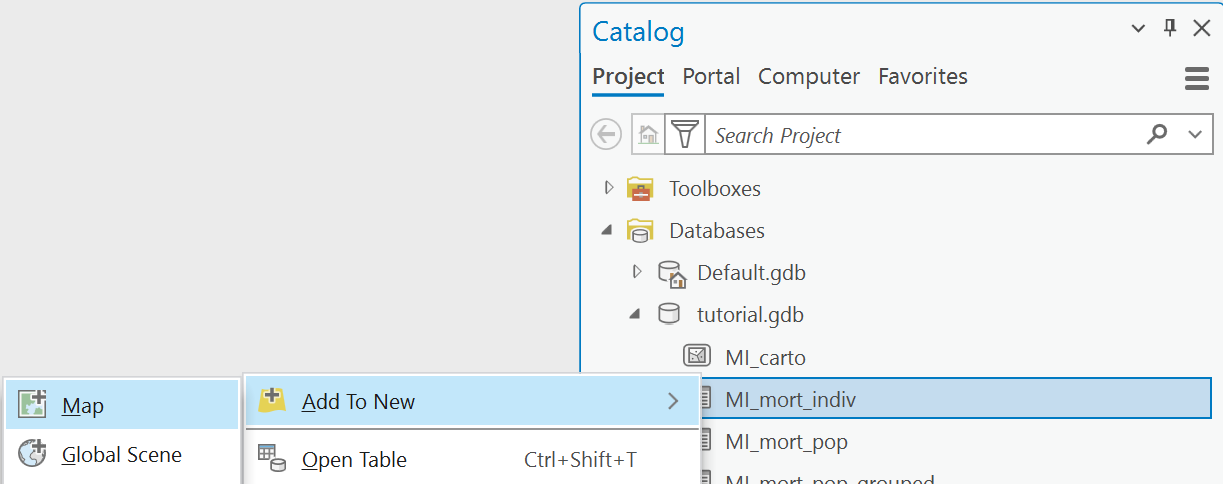 Catalog
Project Portal Computer Favorites
Search Project
Toolboxes
Databases
Default.gdb
tutorial.gdb
MI_carto
MI_mort_indiv
MI_mort_pop
MI_mort_pop_grouped
Map
Global Scene
Add To New
Open Table Ctrl+Shift+T